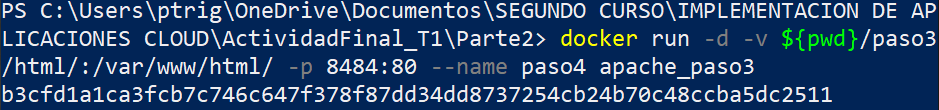 PS C:\Users\ptrig\OneDrive\Documentos\SEGUNDO CURSO\IMPLEMENTACION DE AP
LICACIONES CLOUD\ActividadFinal_T1\Parte2> docker run -d -v ${pwd}/paso3
/html/:/var/www/html/ -p 8484:80 --name paso4 apache_paso3
b3cfd1a1ca3fcb7c746c647f378f87dd34dd8737254cb24b70c48ccba5dc2511